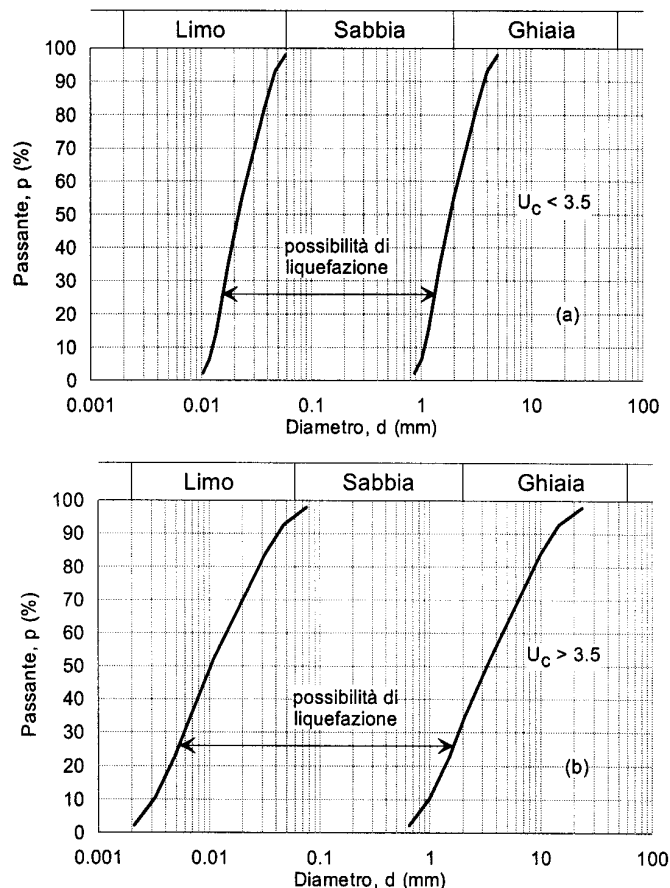 Limo Sabbia Ghiaia
100
90
80
70
60
50
40
30
20
10
0
Passante, p (%)
U_C < 3.5
possibilità di
liquefazione
(a)
0.001 0.01 0.1 1 10 100
Diametro, d (mm)
Limo Sabbia Ghiaia
100
90
80
70
60
50
40
30
20
10
0
Passante, p (%)
U_C > 3.5
possibilità di
liquefazione
(b)
0.001 0.01 0.1 1 10 100
Diametro, d (mm)